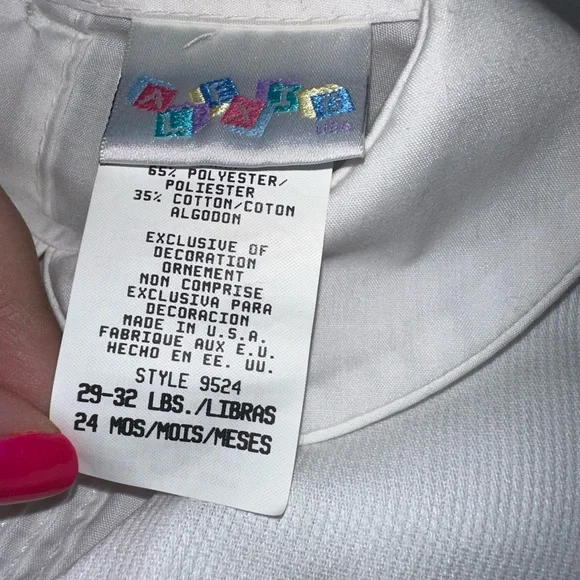 ALFAXIG
65% POLYESTER/
POLIESTER
35% COTTON/COTON
ALGODON
EXCLUSIVE OF
DECORATION
ORNEMENT
NON COMPRISE
EXCLUSIVA PARA
DECORACION
MADE IN U.S.A.
FABRIQUE AUX E.U.
HECHO EN EE. UU.
STYLE 9524
29-32 LBS./LIBRAS
24 MOS/MOIS/MESES